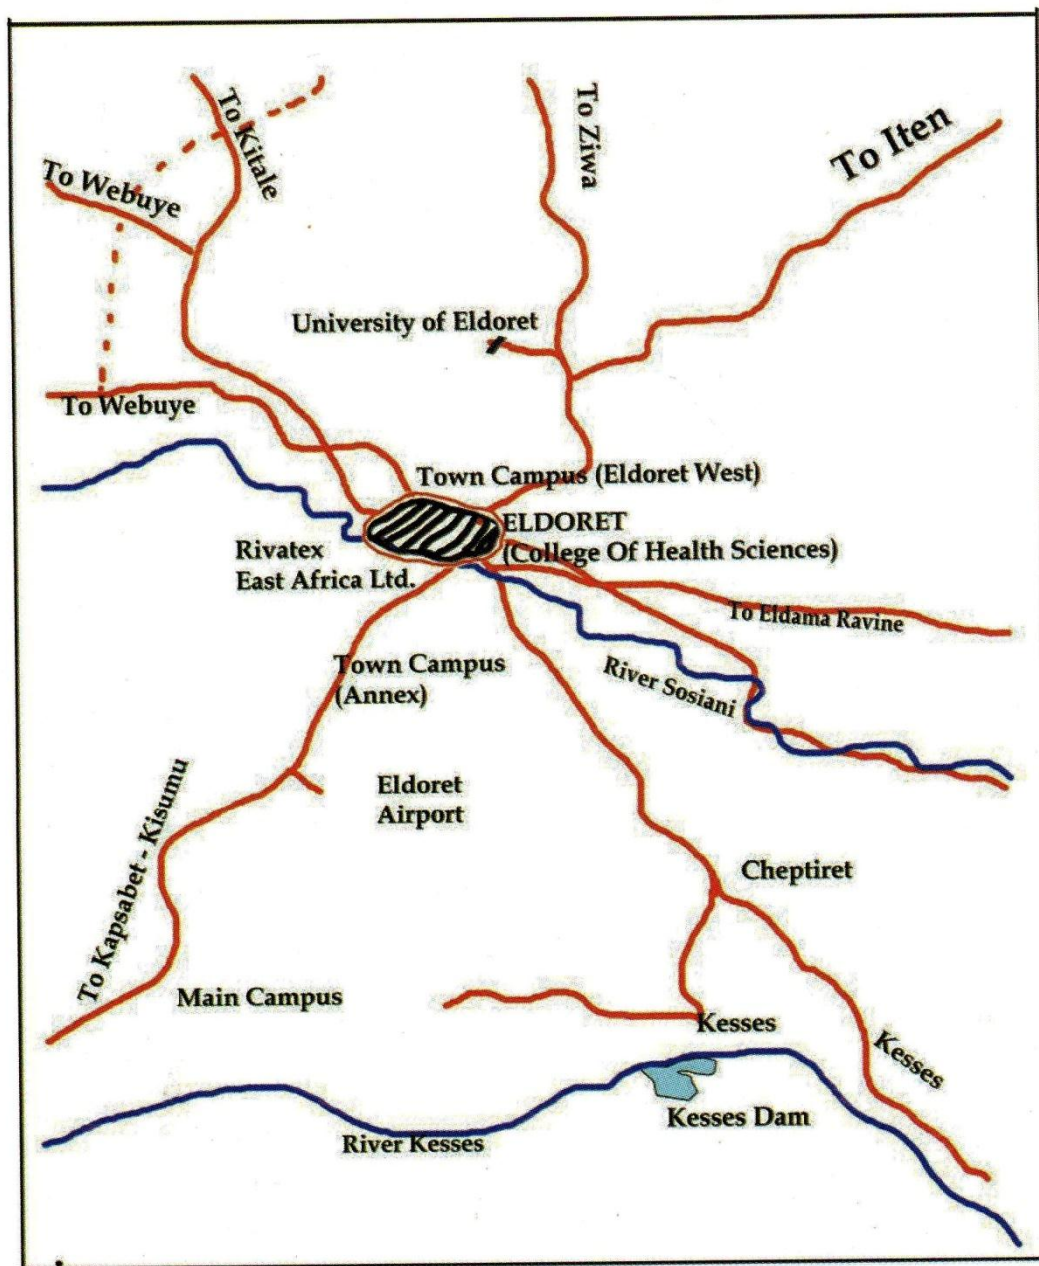 To Kitale
To Ziwa
To Iten
To Webuye
University of Eldoret
To Webuye
Town Campus (Eldoret West)
ELDORET
(College Of Health Sciences)
Rivatex
East Africa Ltd.
To Eldama Ravine
Town Campus
(Annex)
River Sosiani
Eldoret
Airport
To Kapsabet - Kisumu
Cheptiret
Main Campus
Kesses
Kesses
Kesses Dam
River Kesses